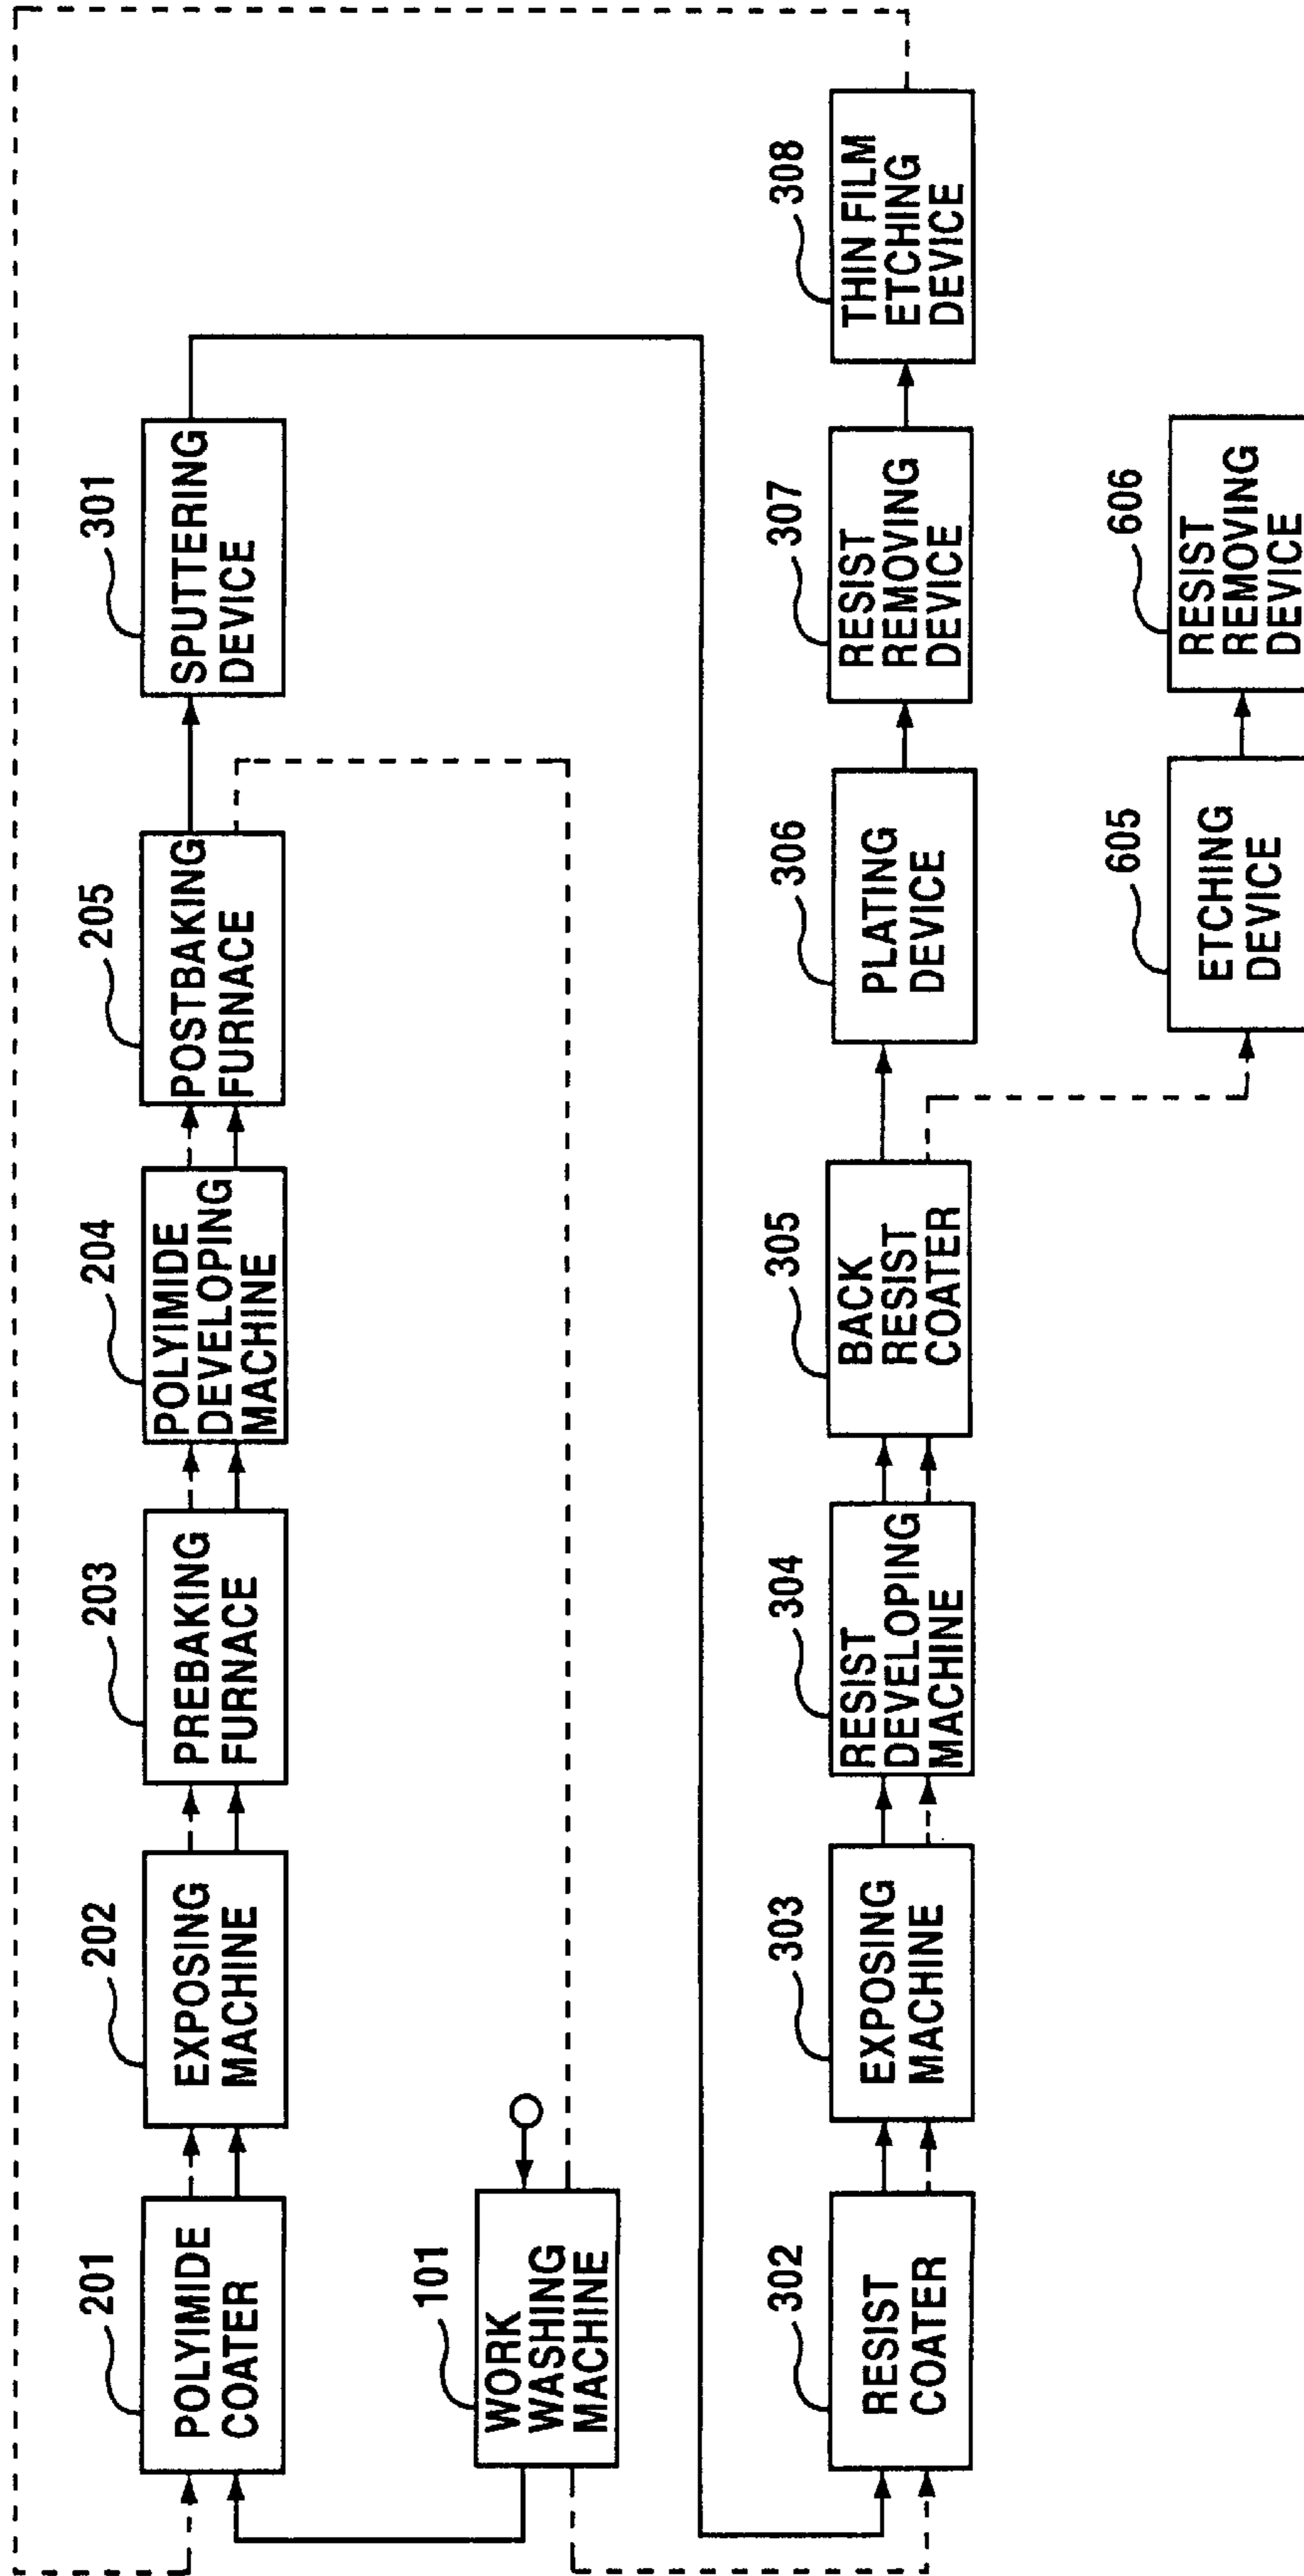 201
POLYIMIDE
COATER
202
EXPOSING
MACHINE
203
PREBAKING
FURNACE
204
POLYIMIDE
DEVELOPING
MACHINE
205
POSTBAKING
FURNACE
301
SPUTTERING
DEVICE
101
WORK
WASHING
MACHINE
302
RESIST
COATER
303
EXPOSING
MACHINE
304
RESIST
DEVELOPING
MACHINE
305
BACK
RESIST
COATER
306
PLATING
DEVICE
307
RESIST
REMOVING
DEVICE
308
THIN FILM
ETCHING
DEVICE
605
ETCHING
DEVICE
606
RESIST
REMOVING
DEVICE